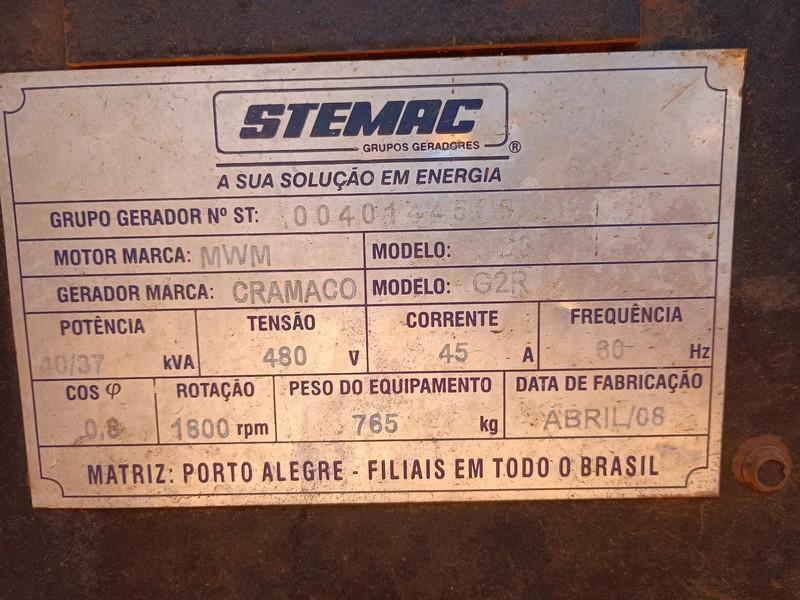 STEMAC
GRUPOS GERADORES ®
A SUA SOLUÇÃO EM ENERGIA
GRUPO GERADOR Nº ST:
MOTOR MARCA: MWM MODELO:
GERADOR MARCA: CRAMACO MODELO: G2R
POTÊNCIA TENSÃO CORRENTE FREQUÊNCIA
40/37 kVA 480 V 45 A 60 Hz
COS φ ROTAÇÃO PESO DO EQUIPAMENTO DATA DE FABRICAÇÃO
0.8 1800 rpm 765 kg ABRIL/08
MATRIZ: PORTO ALEGRE - FILIAIS EM TODO O BRASIL